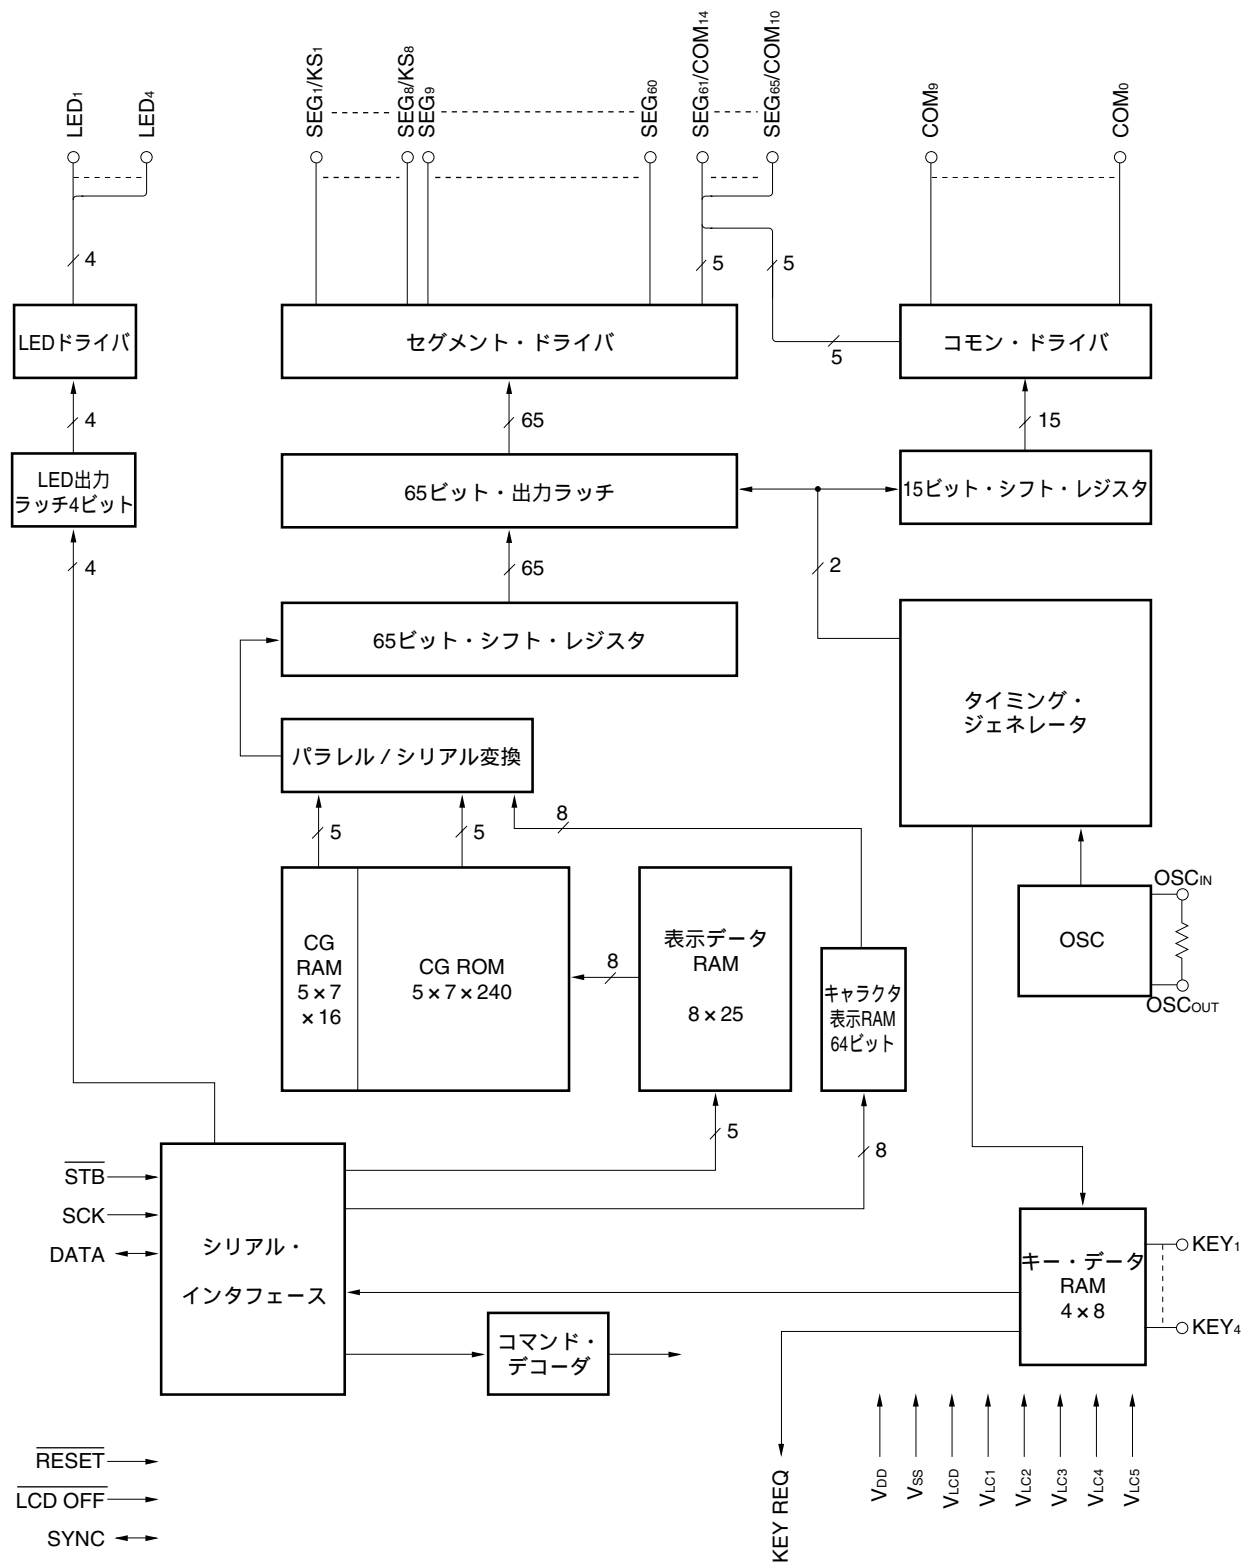 LED1
LED4
SEG1/KS1
SEG8/KS8
SEG9
SEG60
SEG61/COM14
SEG65/COM10
COM9
COM0
4
5
5
LEDドライバ
セグメント・ドライバ
5
コモン・ドライバ
4
65
15
LED出力
ラッチ4ビット
65ビット・出力ラッチ
15ビット・シフト・レジスタ
4
65
2
65ビット・シフト・レジスタ
タイミング・
ジェネレータ
パラレル / シリアル変換
5
5
8
CG
RAM
5×7
×16
CG ROM
5×7×240
8
表示データ
RAM
8×25
キャラクタ
表示RAM
64ビット
OSC
OSCIN
OSCOUT
5
8
STB
SCK
DATA
シリアル・
インタフェース
キー・データ
RAM
4×8
KEY1
KEY4
コマンド・
デコーダ
RESET
LCD OFF
SYNC
KEY REQ
VDD
VSS
VLCD
VLC1
VLC2
VLC3
VLC4
VLC5